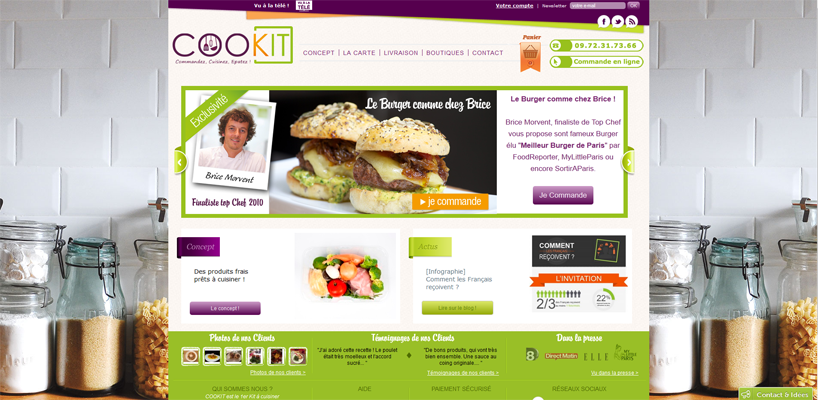 Vu à la télé !
VU À LA
TÉLÉ
Votre compte | Newsletter
votre e-mail
OK
COOKIT
Commandez, Cuisinez, Epatez !
CONCEPT | LA CARTE | LIVRAISON | BOUTIQUES | CONTACT
Panier
09.72.31.73.66
Commande en ligne
Exclusivité
Brice Morvent
Finaliste top Chef 2010
Le Burger comme chez Brice
je commande
Le Burger comme chez Brice !
Brice Morvent, finaliste de Top Chef
vous propose son fameux Burger
élu "Meilleur Burger de Paris" par
FoodReporter, MyLittleParis ou
encore SortirAParis.
Je Commande
Concept
Des produits frais
prêts à cuisiner !
Le concept !
Actus
[Infographie]
Comment les Français
reçoivent ?
Lire sur le blog !
COMMENT
REÇOIVENT ?
L'INVITATION
2/3
22%
Photos de nos Clients
Photos de nos clients >
Témoignages de nos Clients
"J'ai adoré cette recette ! Le poulet
était très moelleux et l'accord
sucré... "
"De bons produits, qui vont très
bien ensemble. Une sauce au
coing originale... "
Témoignages de nos clients >
Dans la presse
Direct Matin
ELLE
MY
LITTLE
PARIS
Vu dans la presse >
QUI SOMMES NOUS ?
COOKIT est le 1er Kit à cuisiner
AIDE
PAIEMENT SÉCURISÉ
RÉSEAUX SOCIAUX
Contact & Idées